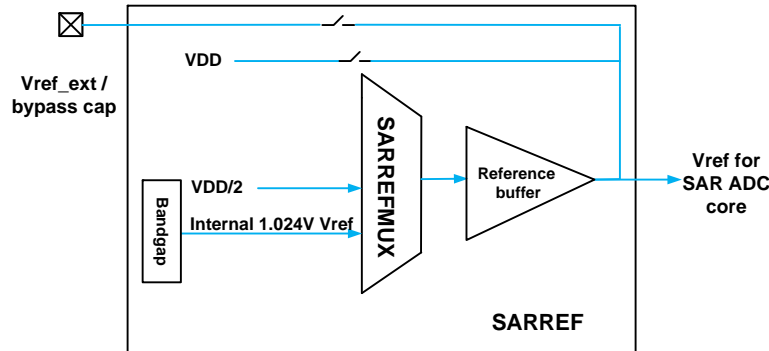 VDD
Vref_ext /
bypass cap
SARREFMUX
Reference
buffer
Vref for
SAR ADC
core
VDD/2
Bandgap
Internal 1.024V Vref
SARREF